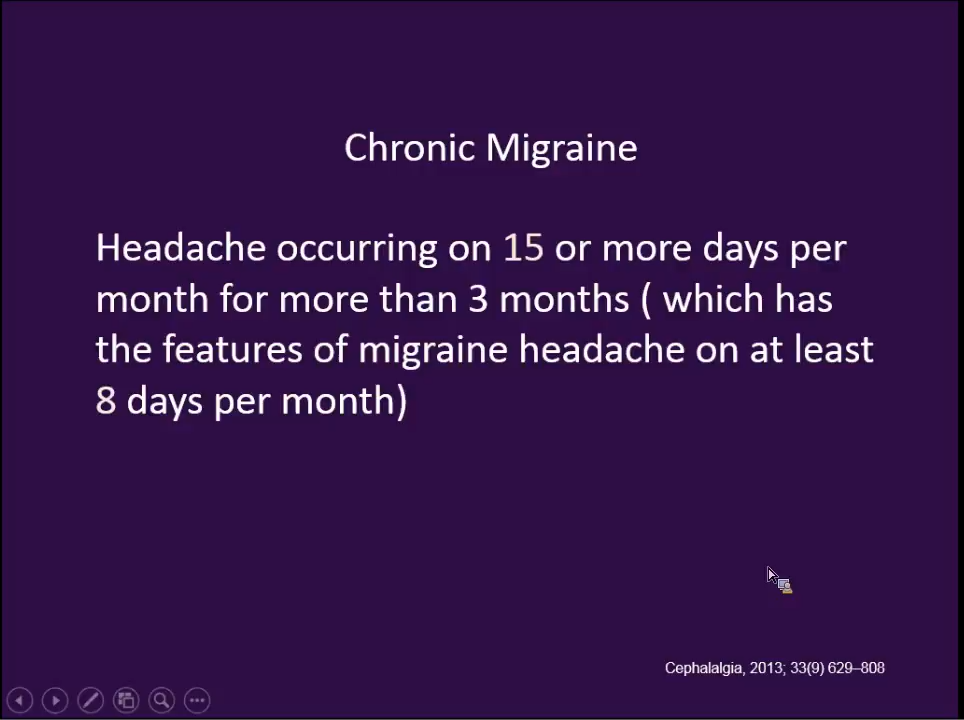 Chronic Migraine
Headache occurring on 15 or more days per
month for more than 3 months ( which has
the features of migraine headache on at least
8 days per month)
Cephalalgia, 2013; 33(9) 629–808